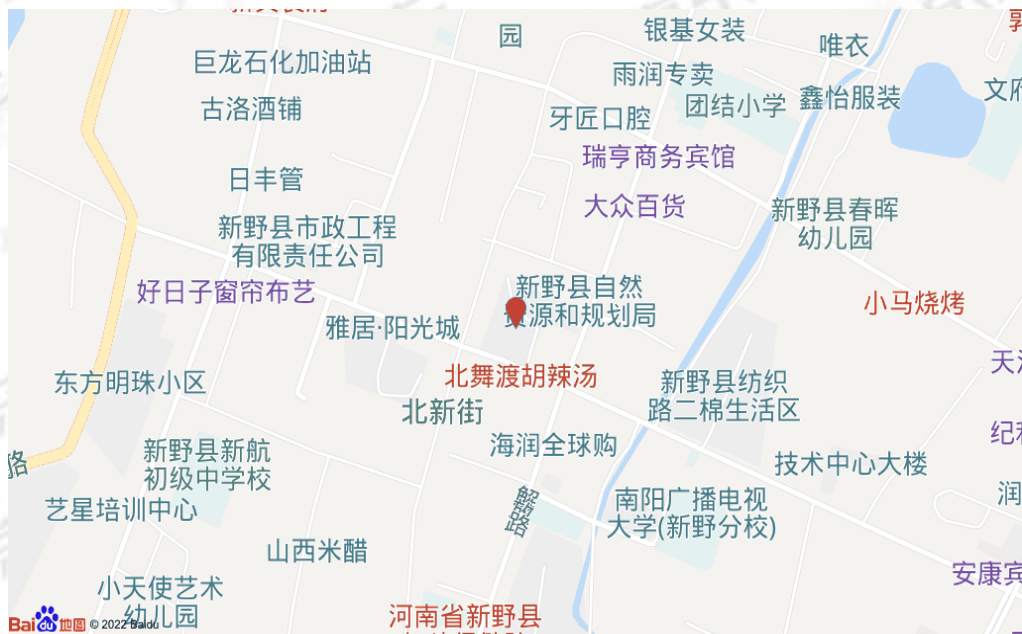 园
银基女装
唯衣
巨龙石化加油站
雨润专卖
古洛酒铺
牙匠口腔
团结小学
鑫怡服装
文府
瑞亨商务宾馆
日丰管
大众百货
新野县春晖
幼儿园
新野县市政工程
有限责任公司
好日子窗帘布艺
新野县自然
资源和规划局
小马烧烤
雅居·阳光城
东方明珠小区
北舞渡胡辣汤
新野县纺织
路二棉生活区
北新街
海润全球购
新野县新航
初级中学校
路
技术中心大楼
艺星培训中心
解放路
南阳广播电视
大学(新野分校)
润
山西米醋
安康宾
小天使艺术
幼儿园
河南省新野县
Bai du 地图 © 2022 Baidu